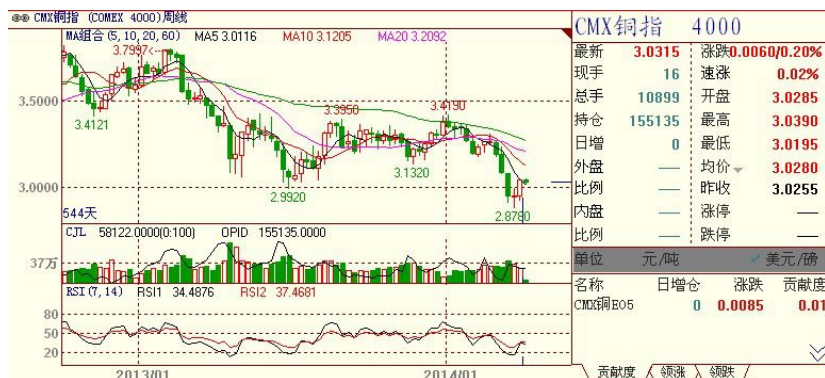 CMX铜指 (COMEX 4000)周线
MA组合(5,10,20,60) MA5 3.0116 MA10 3.1205 MA20 3.2092
3.7997
3.5000
3.4121
3.3950
3.4190
3.1320
3.0000
2.9920
2.8780
544天
CJL 58122.0000(0:100) OPID 155135.0000
37万
RSI(7,14) RSI1 34.4876 RSI2 37.4681
80
50
20
2013/01 2014/01
CMX铜指 4000
最新 3.0315 涨跌 0.0060/0.20%
现手 16 速涨 0.02%
总手 10899 开盘 3.0285
持仓 155135 最高 3.0390
日增 0 最低 3.0195
外盘 — 均价 3.0280
比例 — 昨收 3.0255
内盘 — 涨停 —
比例 — 跌停 —
单位 元/吨 美元/磅
名称 日增仓 涨跌 贡献度
CMX铜E05 0 0.0085 0.01
贡献度 领涨 领跌